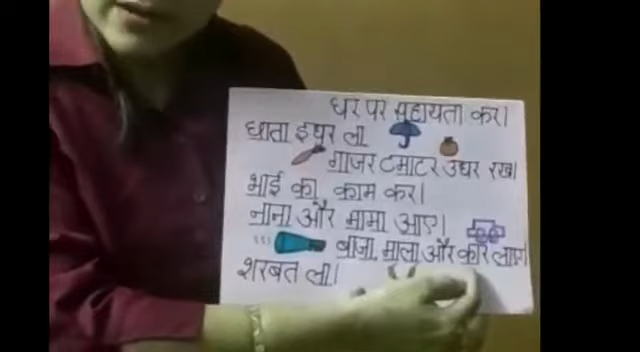 घर पर सहायता कर।
छाता इधर ला
गाजर टमाटर उधर रख।
भाई का काम कर।
नाना और मामा आए।
बाजा, माला और कार लाए।
शरबत ला।